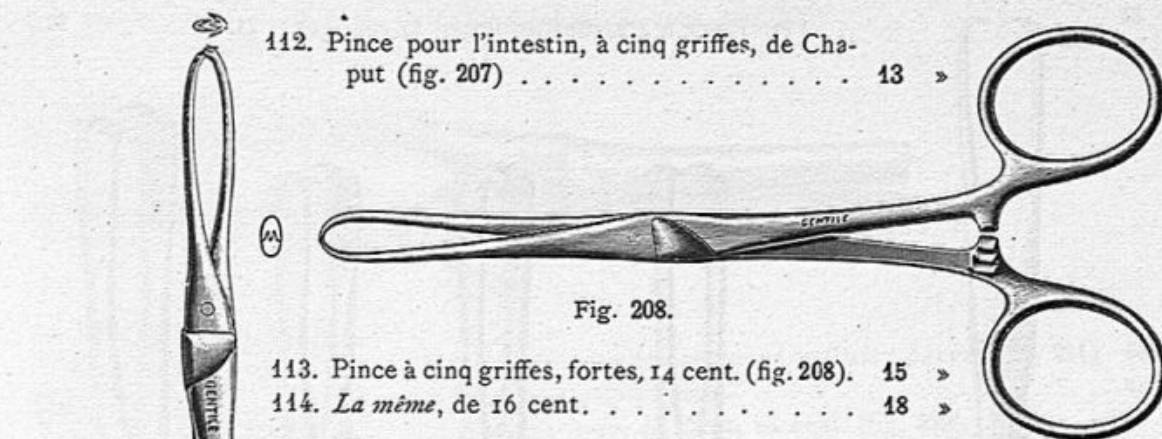 112. Pince pour l'intestin, à cinq griffes, de Cha-
put (fig. 207) . . . . . . . . . . . . . . . 13 »
GENTILE
Fig. 208.
113. Pince à cinq griffes, fortes, 14 cent. (fig. 208). 15 »
114. La même, de 16 cent. . . . . . . . . . . . 18 »
GENTILE